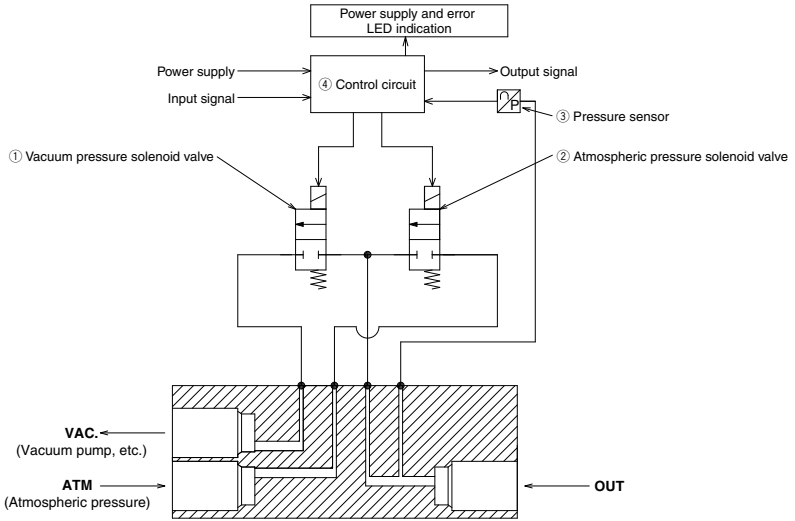 Power supply and error
LED indication
Power supply
④ Control circuit
Output signal
Input signal
P
③ Pressure sensor
① Vacuum pressure solenoid valve
② Atmospheric pressure solenoid valve
VAC.
(Vacuum pump, etc.)
ATM
(Atmospheric pressure)
OUT